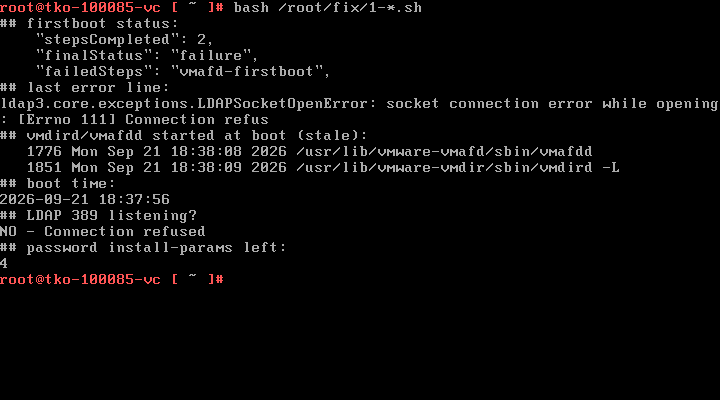 root@tko-100085-vc [ ~ ]# bash /root/fix/1-*.sh
## firstboot status:
    "stepsCompleted": 2,
    "finalStatus": "failure",
    "failedSteps": "vmafd-firstboot",
## last error line:
ldap3.core.exceptions.LDAPSocketOpenError: socket connection error while opening
: [Errno 111] Connection refus
## vmdird/vmafdd started at boot (stale):
   1776 Mon Sep 21 18:38:08 2026 /usr/lib/vmware-vmafd/sbin/vmafdd
   1851 Mon Sep 21 18:38:09 2026 /usr/lib/vmware-vmdir/sbin/vmdird -L
## boot time:
2026-09-21 18:37:56
## LDAP 389 listening?
NO - Connection refused
## password install-params left:
4
root@tko-100085-vc [ ~ ]#